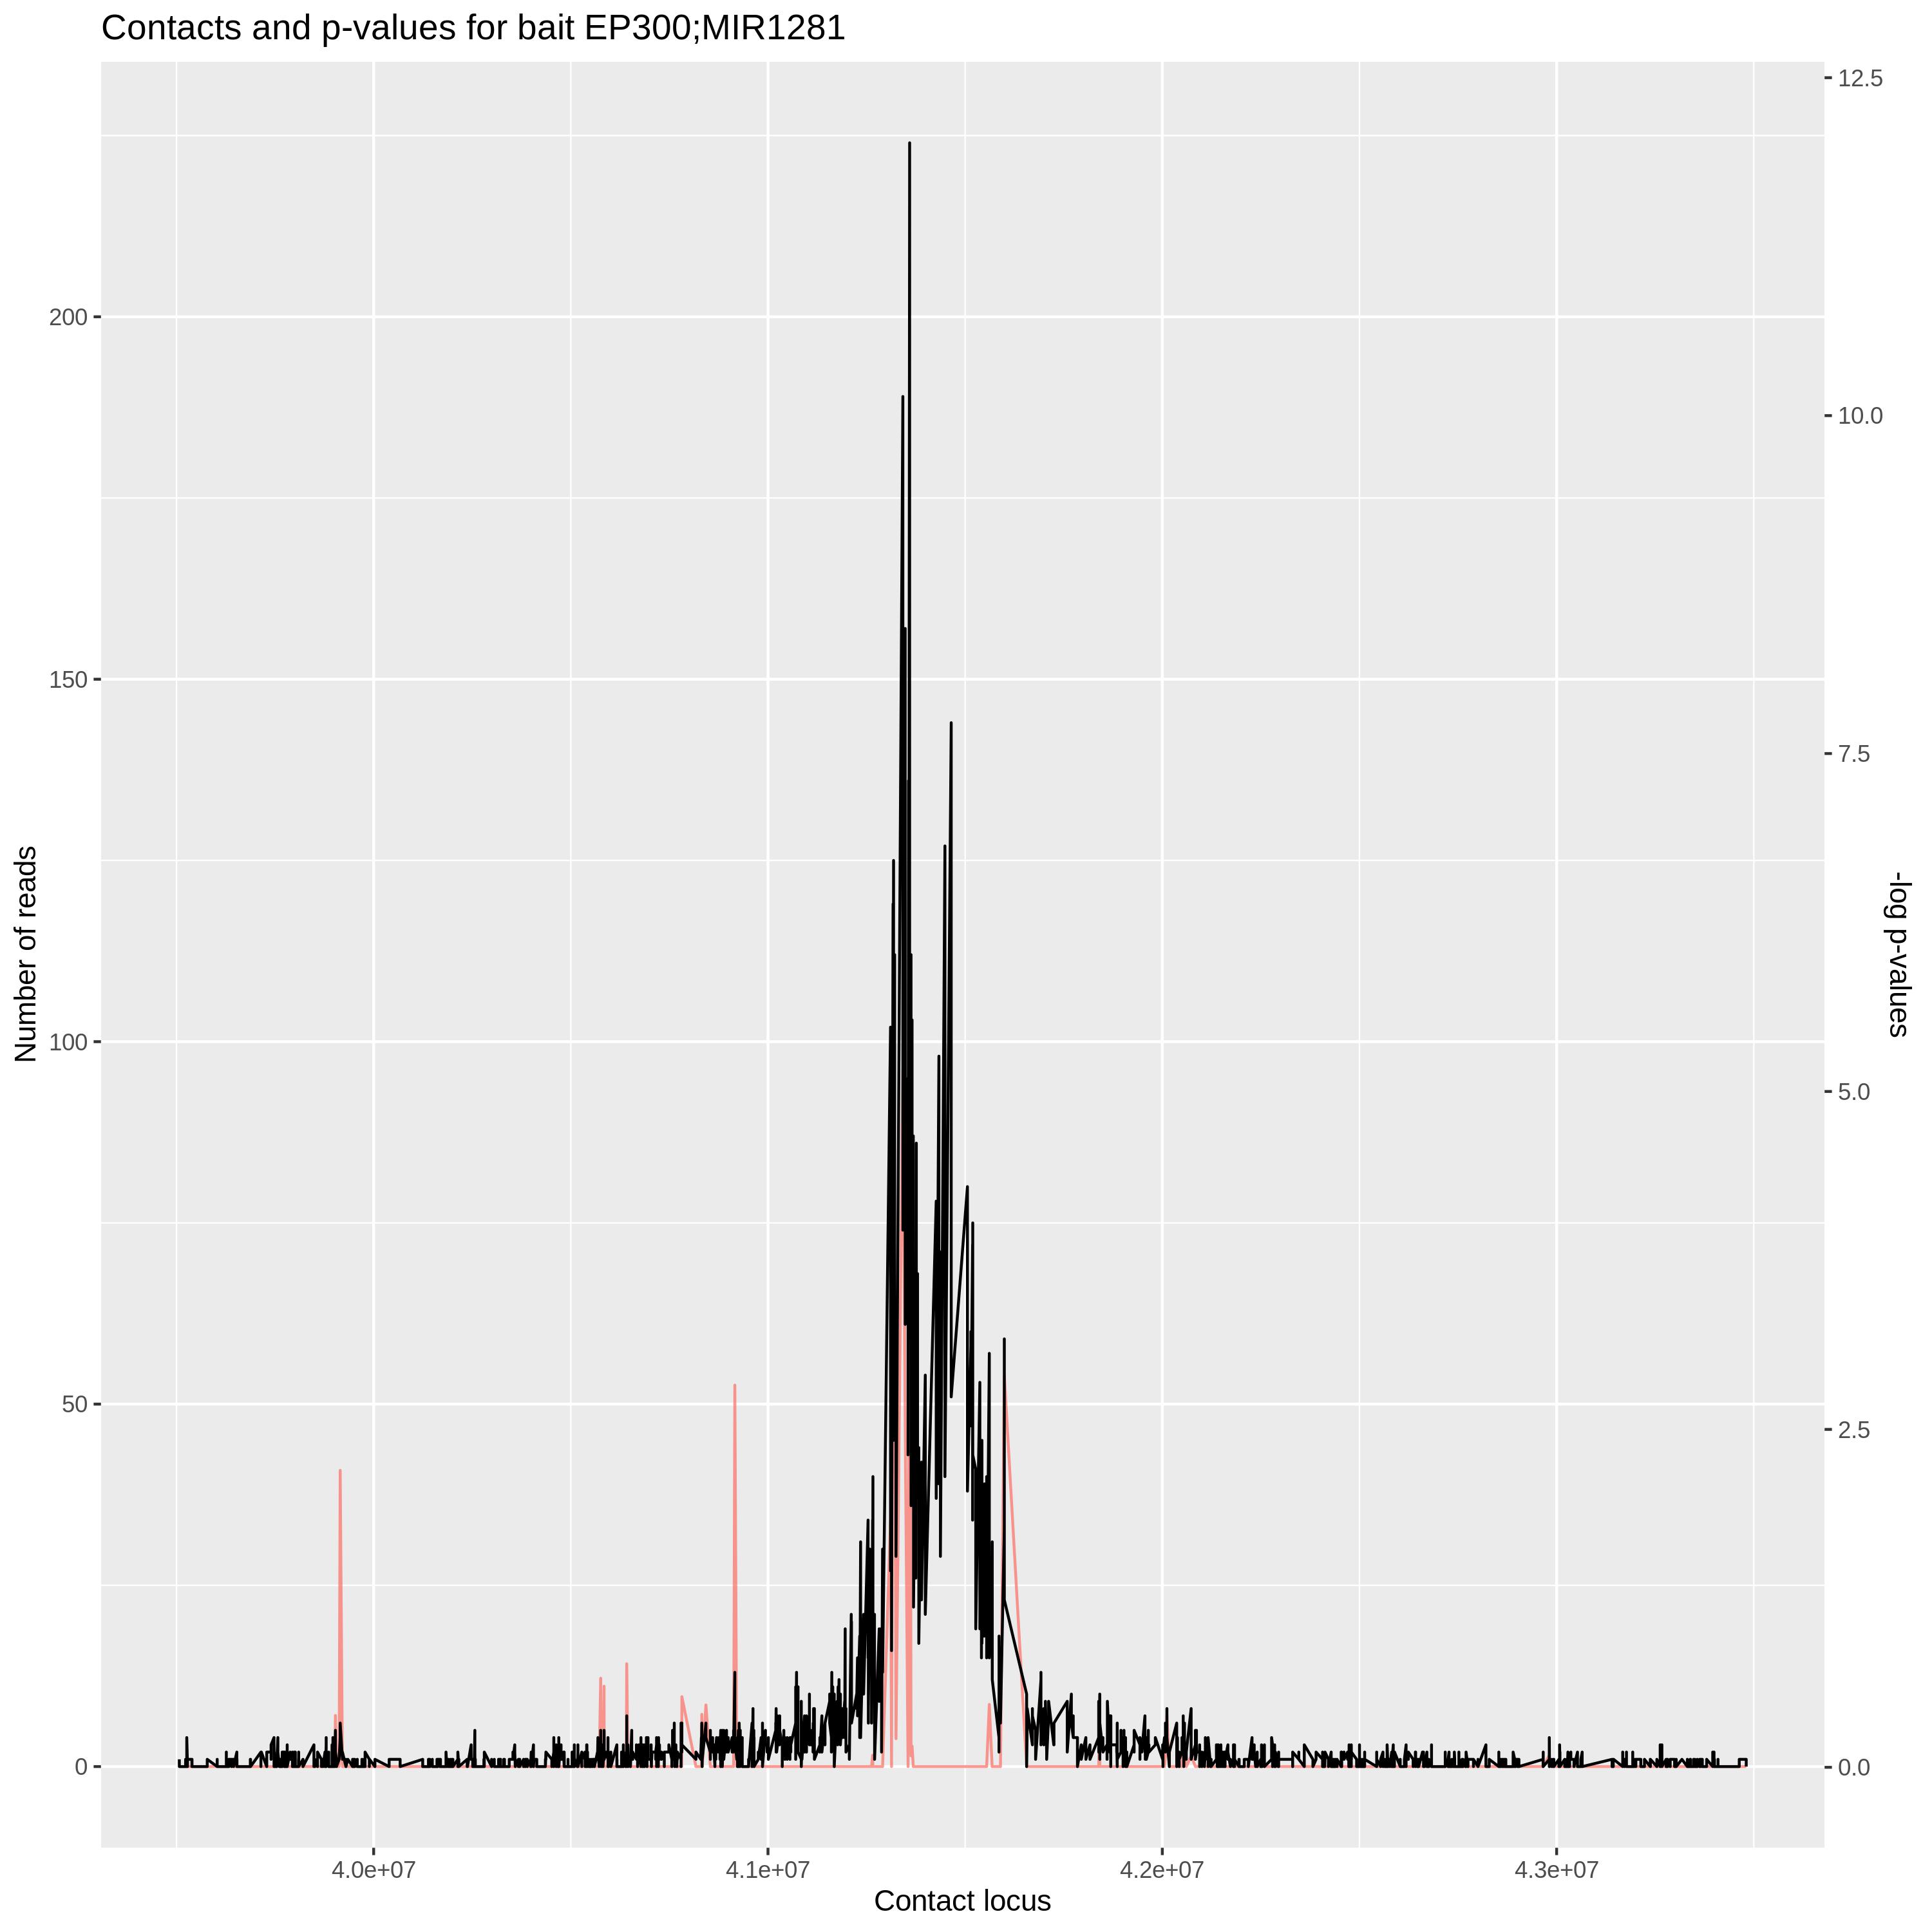 Contacts and p-values for bait EP300;MIR1281
12.5
200
10.0
150
7.5
Number of reads
-log p-values
100
5.0
50
2.5
0
0.0
4.0e+07
4.1e+07
4.2e+07
4.3e+07
Contact locus